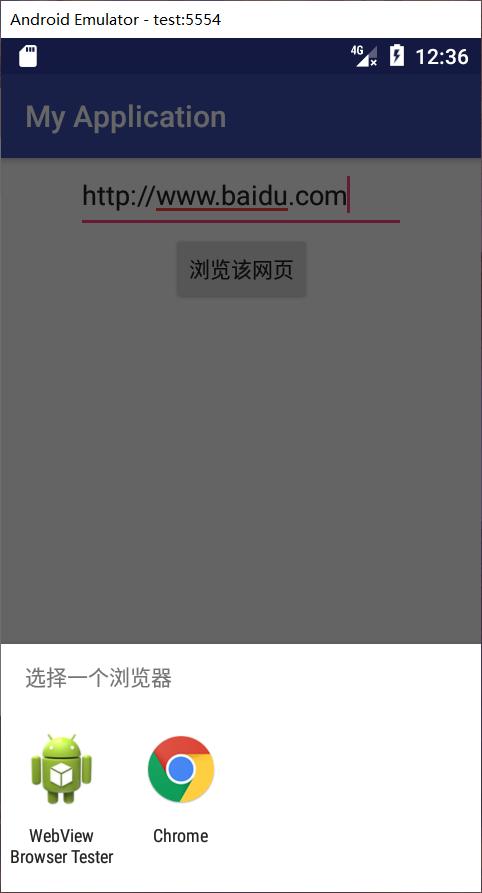 Android Emulator - test:5554
4G 12:36
My Application
http://www.baidu.com
浏览该网页
选择一个浏览器
WebView Browser Tester
Chrome